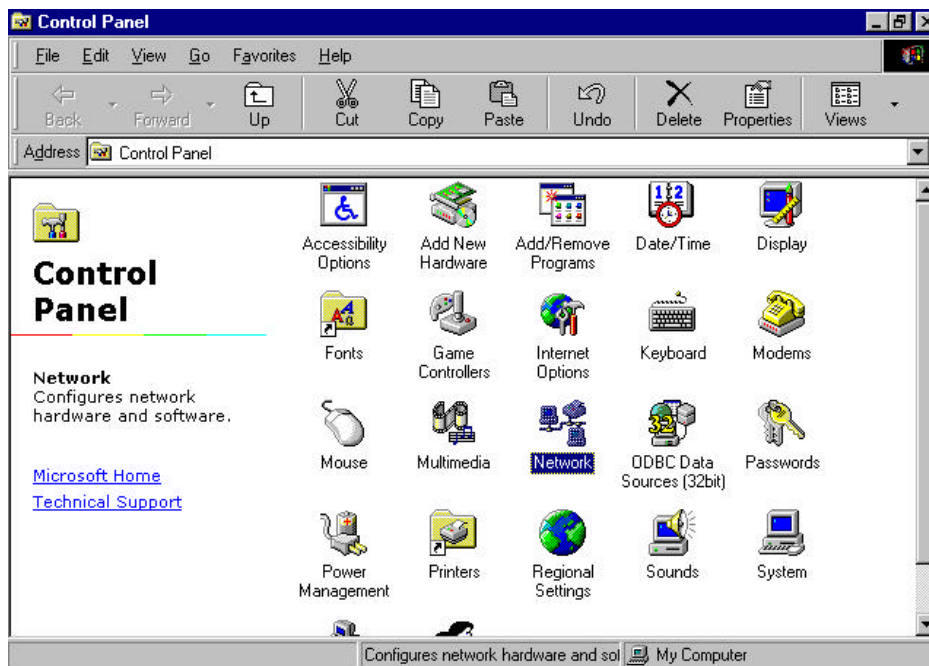 Control Panel
File Edit View Go Favorites Help
Back Forward Up Cut Copy Paste Undo Delete Properties Views
Address Control Panel
Control
Panel
Network
Configures network
hardware and software.
Microsoft Home
Technical Support
Accessibility
Options
Add New
Hardware
Add/Remove
Programs
Date/Time
Display
Fonts
Game
Controllers
Internet
Options
Keyboard
Modems
Mouse
Multimedia
Network
ODBC Data
Sources (32bit)
Passwords
Power
Management
Printers
Regional
Settings
Sounds
System
Configures network hardware and sol My Computer